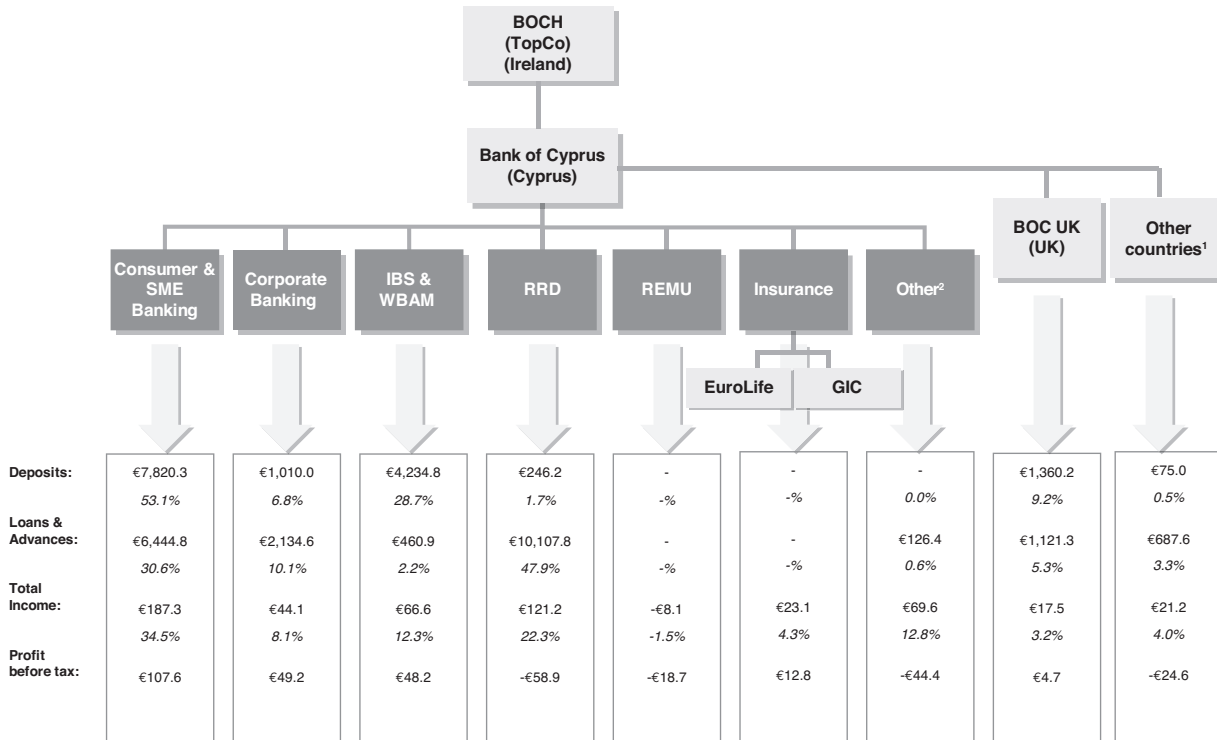 BOCH
(TopCo)
(Ireland)
Bank of Cyprus
(Cyprus)
BOC UK
(UK)
Other
countries¹
Consumer &
SME
Banking
Corporate
Banking
IBS &
WBAM
RRD
REMU
Insurance
Other²
EuroLife
GIC
Deposits: €7,820.3 €1,010.0 €4,234.8 €246.2 - - - €1,360.2 €75.0
53.1% 6.8% 28.7% 1.7% -% -% 0.0% 9.2% 0.5%
Loans &
Advances: €6,444.8 €2,134.6 €460.9 €10,107.8 - - €126.4 €1,121.3 €687.6
30.6% 10.1% 2.2% 47.9% -% -% 0.6% 5.3% 3.3%
Total
Income: €187.3 €44.1 €66.6 €121.2 -€8.1 €23.1 €69.6 €17.5 €21.2
34.5% 8.1% 12.3% 22.3% -1.5% 4.3% 12.8% 3.2% 4.0%
Profit
before tax: €107.6 €49.2 €48.2 -€58.9 -€18.7 €12.8 -€44.4 €4.7 -€24.6